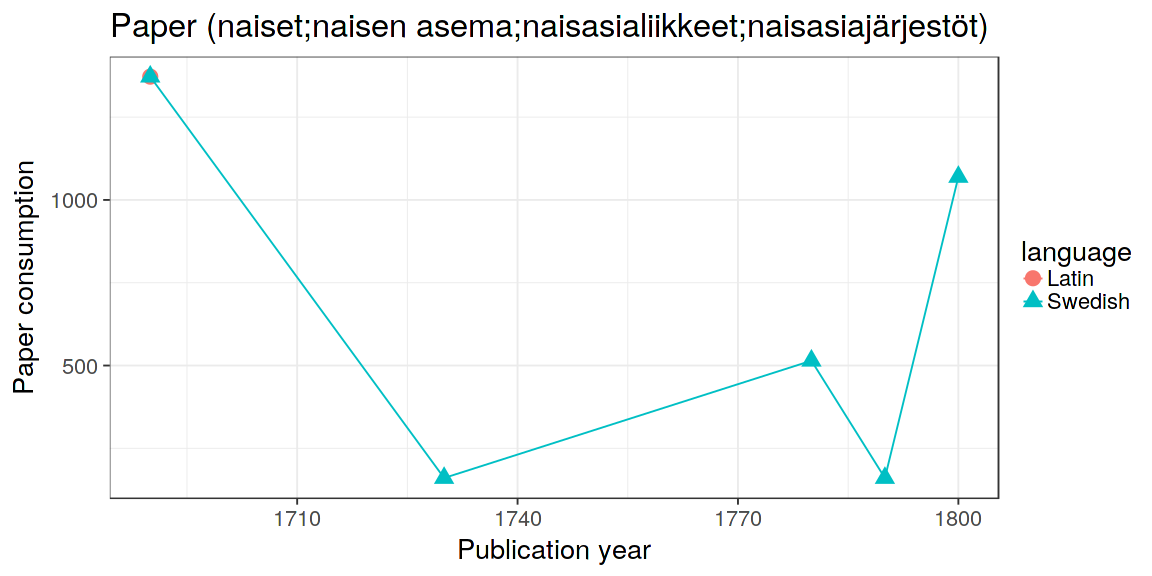 Paper (naiset;naisen asema;naisasialiikkeet;naisasiajärjestöt)
Paper consumption
1000
500
1710
1740
1770
1800
Publication year
language
Latin
Swedish